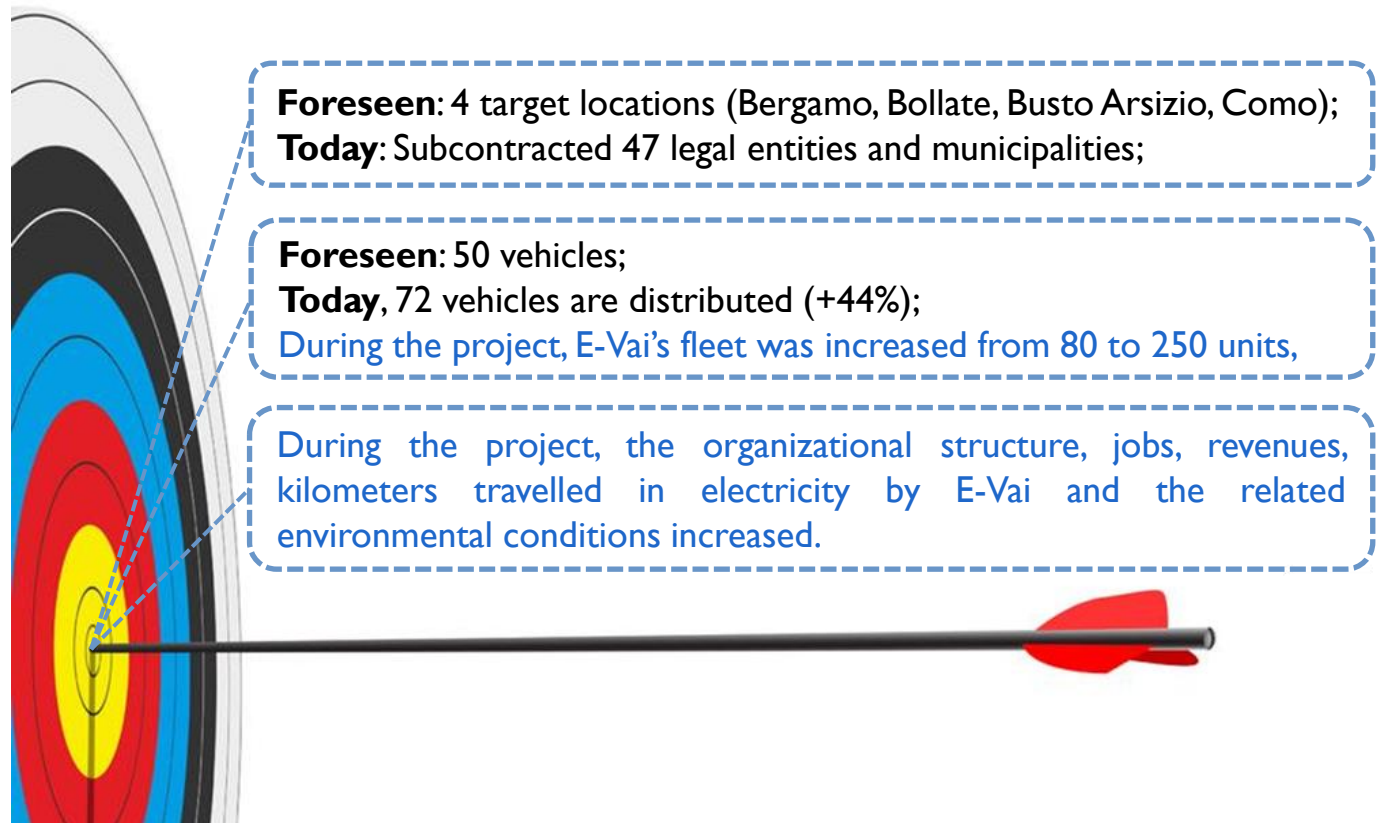 Foreseen: 4 target locations (Bergamo, Bollate, Busto Arsizio, Como);
Today: Subcontracted 47 legal entities and municipalities;
Foreseen: 50 vehicles;
Today, 72 vehicles are distributed (+44%);
During the project, E-Vai’s fleet was increased from 80 to 250 units,
During the project, the organizational structure, jobs, revenues,
kilometers travelled in electricity by E-Vai and the related
environmental conditions increased.